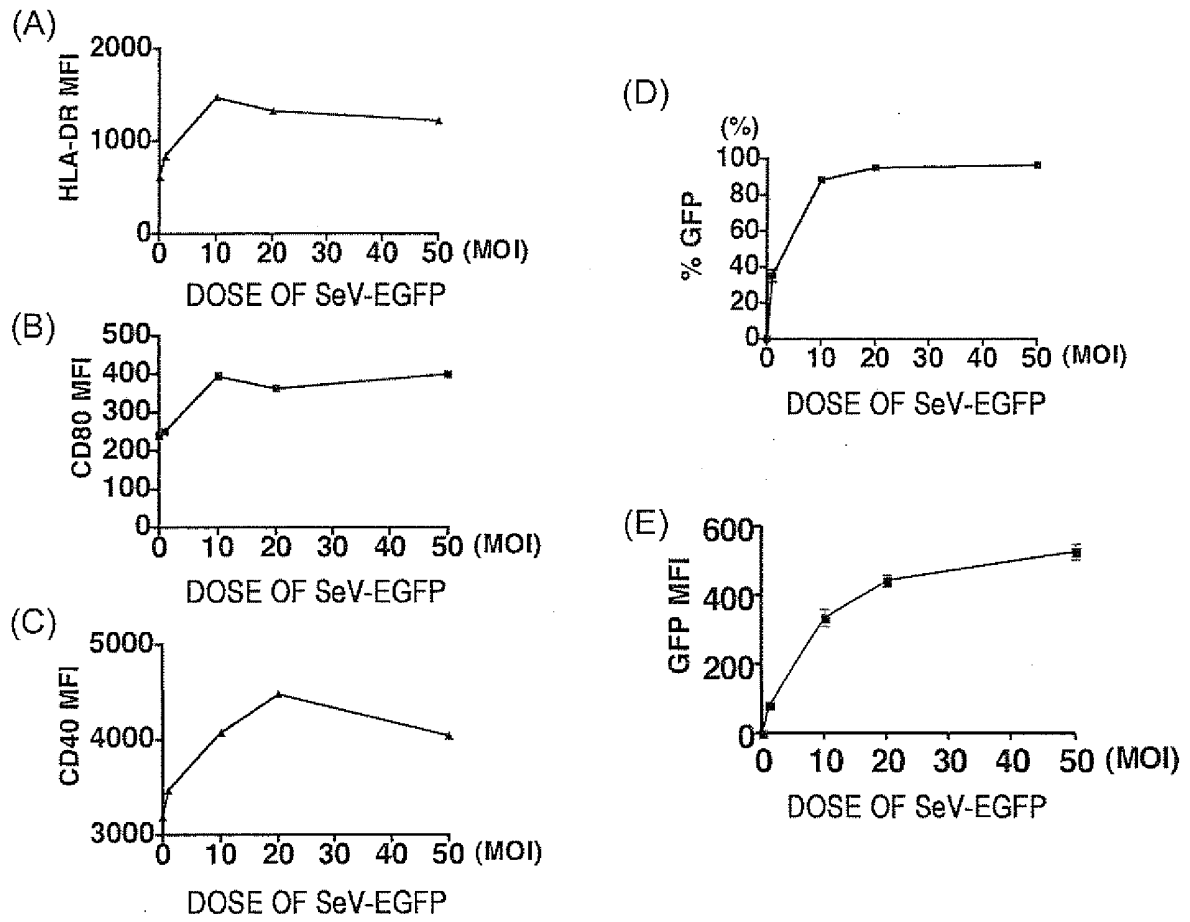 (A)
HLA-DR MFI
2000
1000
0
0 10 20 30 40 50 (MOI)
DOSE OF SeV-EGFP
(B)
CD80 MFI
500
400
300
200
100
0
0 10 20 30 40 50 (MOI)
DOSE OF SeV-EGFP
(C)
CD40 MFI
5000
4000
3000
0 10 20 30 40 50 (MOI)
DOSE OF SeV-EGFP
(D)
(%)
% GFP
100
80
60
40
20
0
0 10 20 30 40 50 (MOI)
DOSE OF SeV-EGFP
(E)
GFP MFI
600
400
200
0
0 10 20 30 40 50 (MOI)
DOSE OF SeV-EGFP